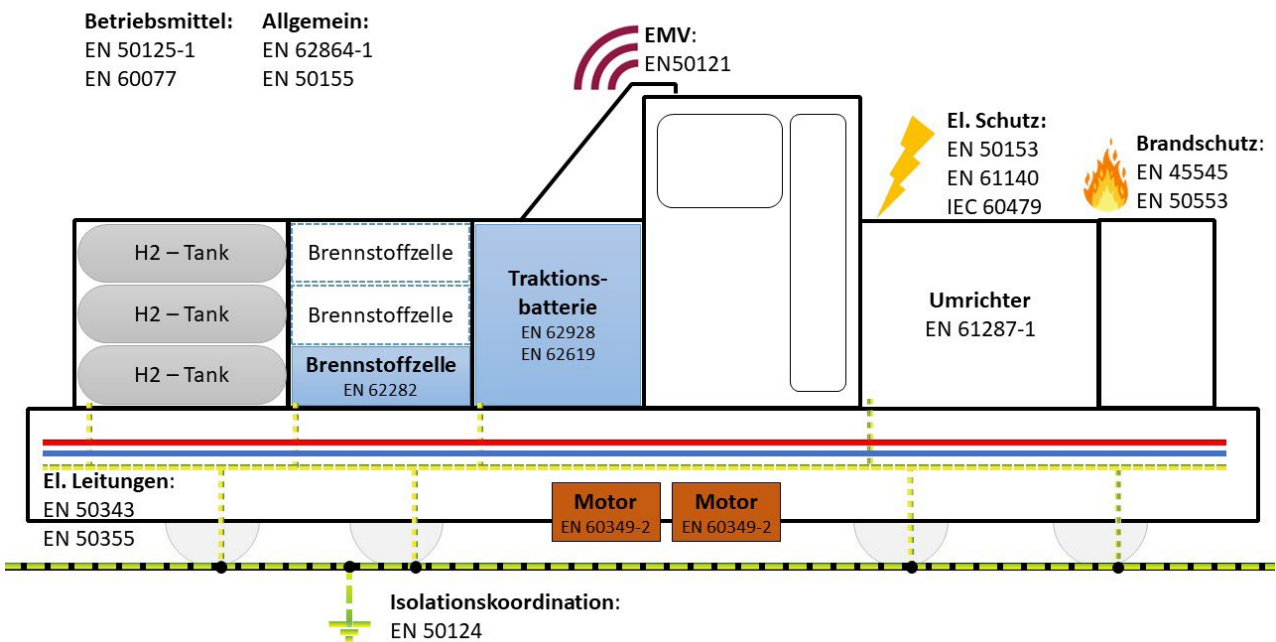 Betriebsmittel:
EN 50125-1
EN 60077
Allgemein:
EN 62864-1
EN 50155
EMV:
EN50121
El. Schutz:
EN 50153
EN 61140
IEC 60479
Brandschutz:
EN 45545
EN 50553
H2 – Tank
H2 – Tank
H2 – Tank
Brennstoffzelle
Brennstoffzelle
Brennstoffzelle
EN 62282
Traktions-
batterie
EN 62928
EN 62619
Umrichter
EN 61287-1
El. Leitungen:
EN 50343
EN 50355
Motor
EN 60349-2
Motor
EN 60349-2
Isolationskoordination:
EN 50124